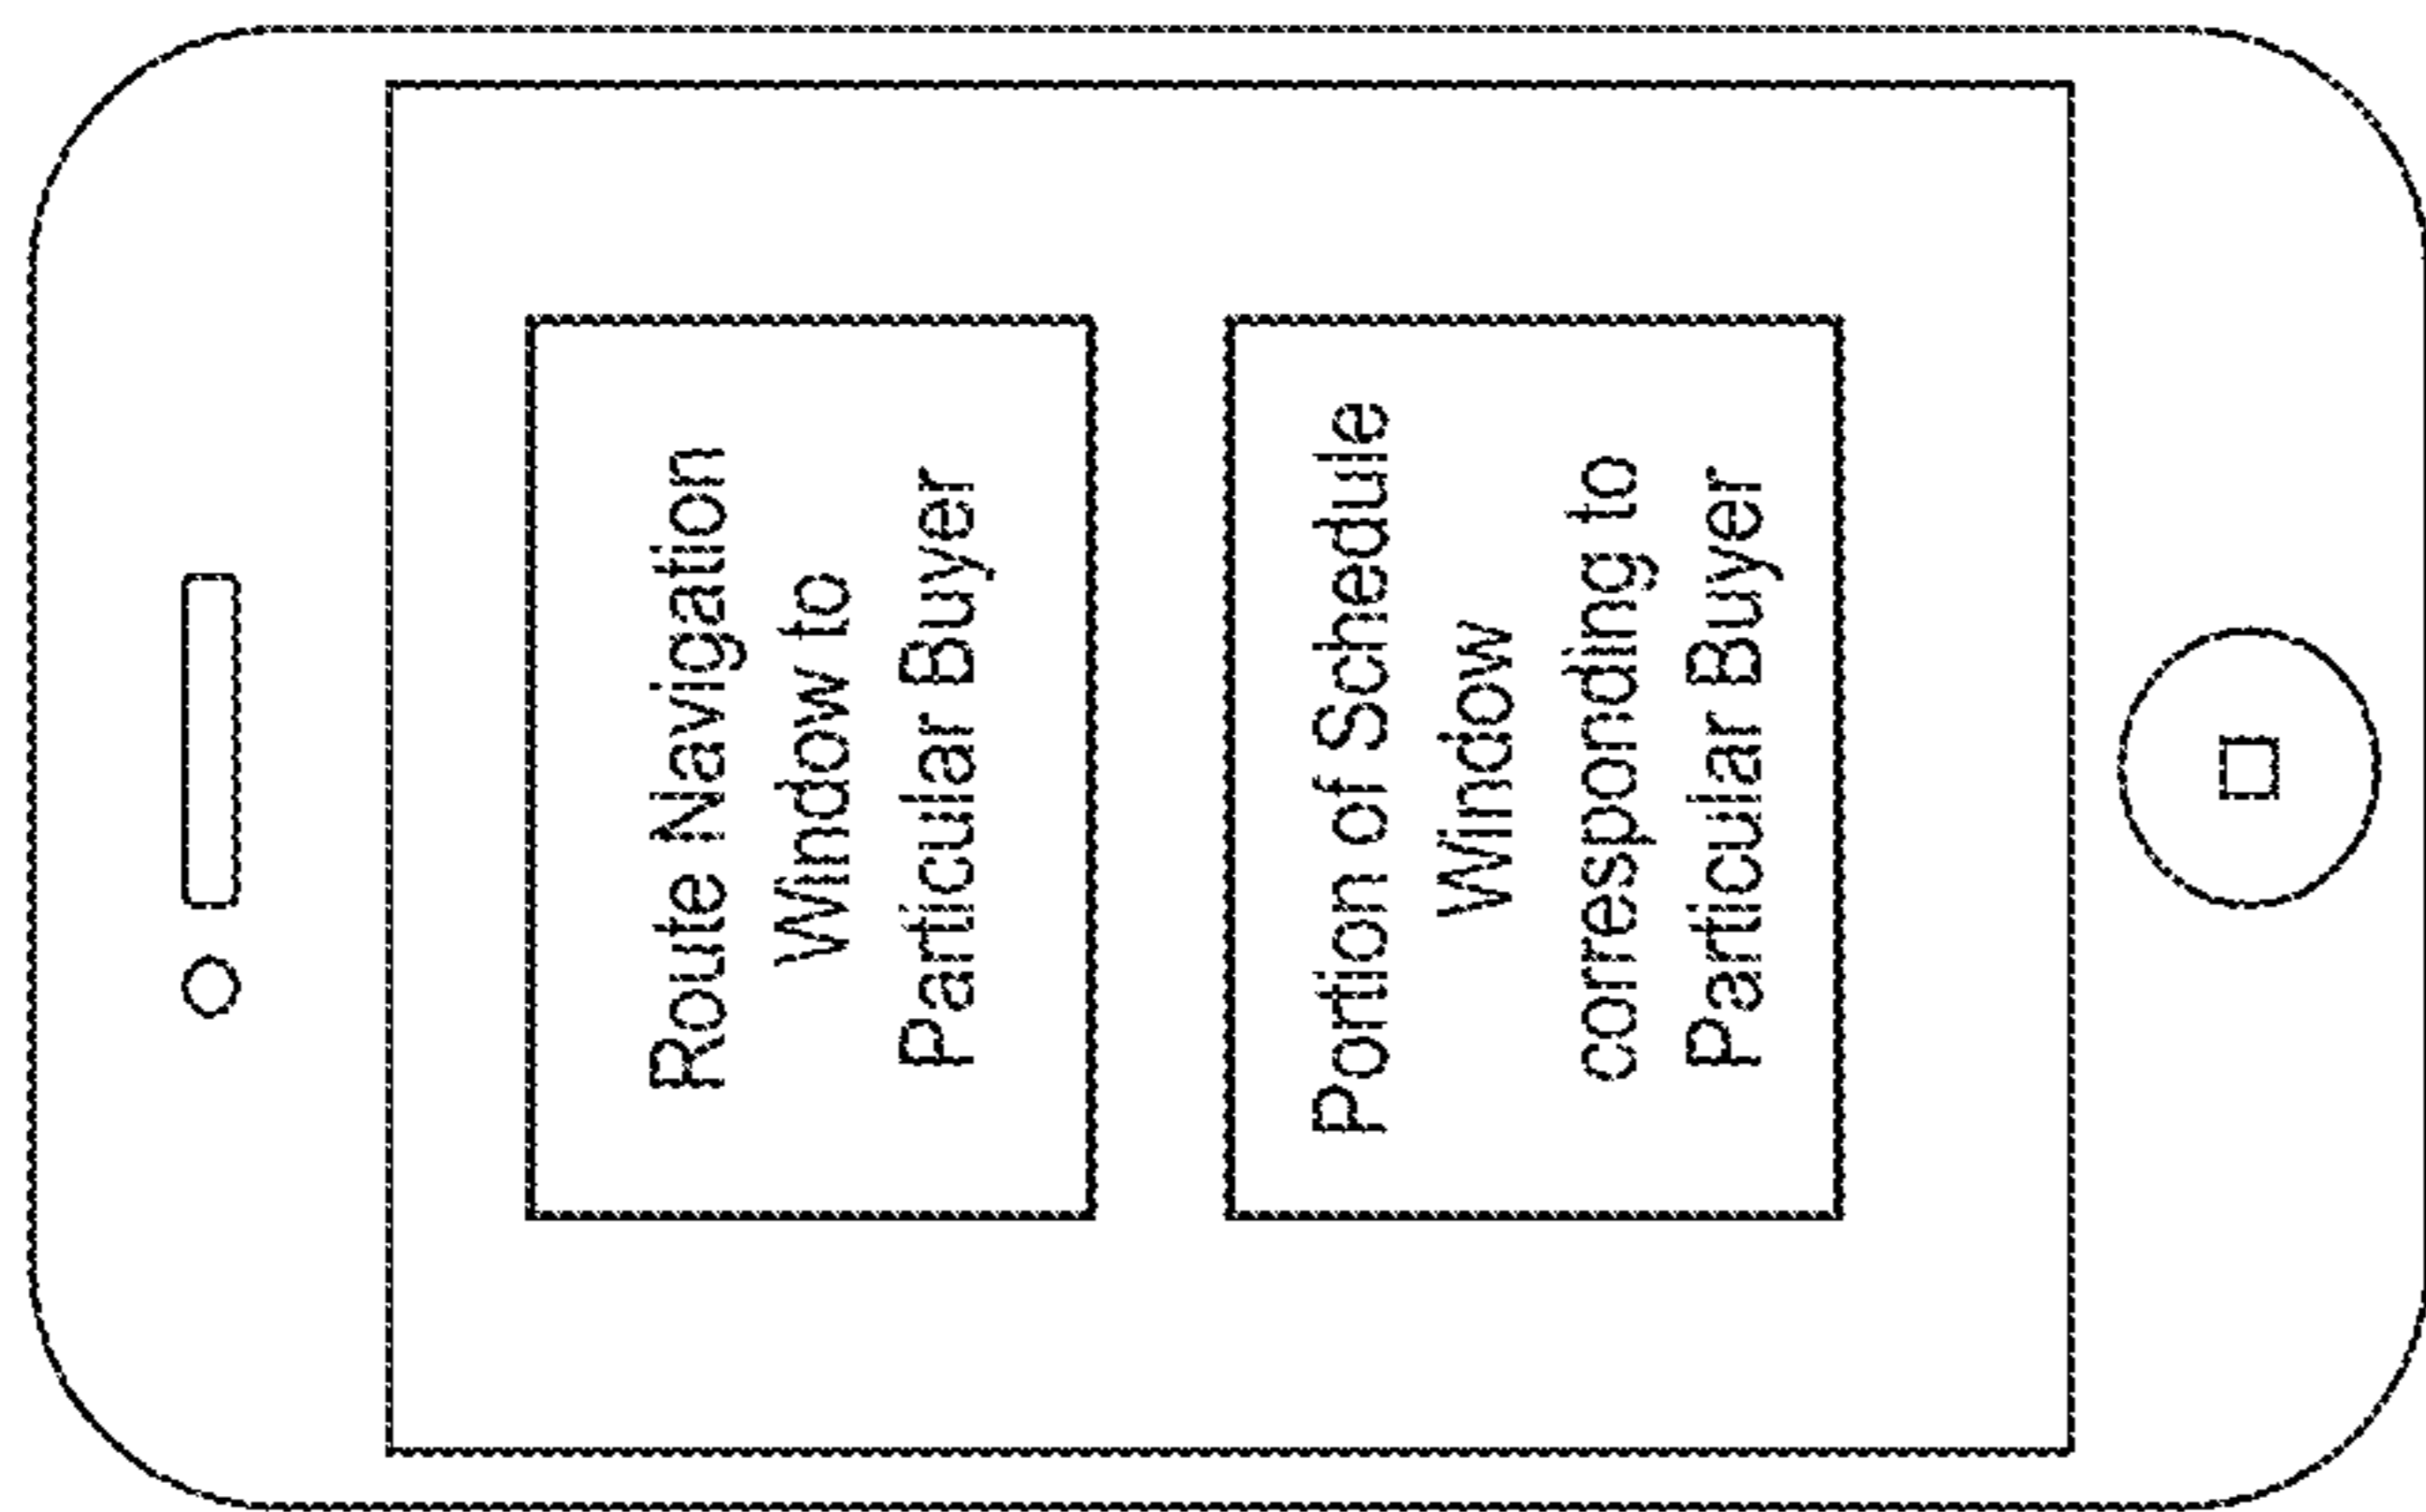 Route Navigation
Window to
Particular Buyer
Portion of Schedule
Window
corresponding to
Particular Buyer